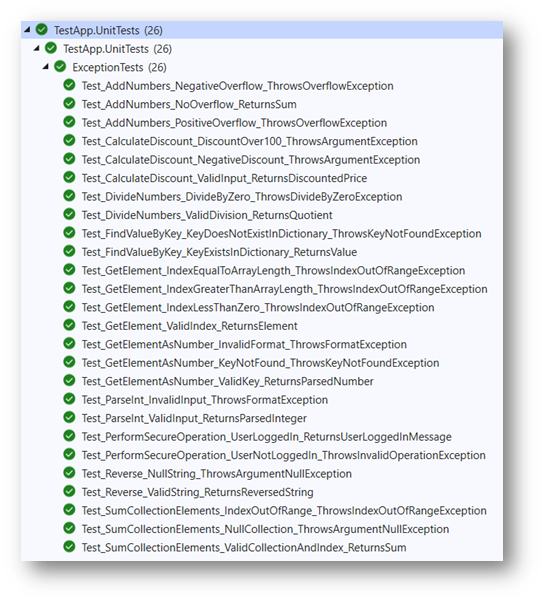 TestApp.UnitTests (26)
TestApp.UnitTests (26)
ExceptionTests (26)
Test_AddNumbers_NegativeOverflow_ThrowsOverflowException
Test_AddNumbers_NoOverflow_ReturnsSum
Test_AddNumbers_PositiveOverflow_ThrowsOverflowException
Test_CalculateDiscount_DiscountOver100_ThrowsArgumentException
Test_CalculateDiscount_NegativeDiscount_ThrowsArgumentException
Test_CalculateDiscount_ValidInput_ReturnsDiscountedPrice
Test_DivideNumbers_DivideByZero_ThrowsDivideByZeroException
Test_DivideNumbers_ValidDivision_ReturnsQuotient
Test_FindValueByKey_KeyDoesNotExistInDictionary_ThrowsKeyNotFoundException
Test_FindValueByKey_KeyExistsInDictionary_ReturnsValue
Test_GetElement_IndexEqualToArrayLength_ThrowsIndexOutOfRangeException
Test_GetElement_IndexGreaterThanArrayLength_ThrowsIndexOutOfRangeException
Test_GetElement_IndexLessThanZero_ThrowsIndexOutOfRangeException
Test_GetElement_ValidIndex_ReturnsElement
Test_GetElementAsNumber_InvalidFormat_ThrowsFormatException
Test_GetElementAsNumber_KeyNotFound_ThrowsKeyNotFoundException
Test_GetElementAsNumber_ValidKey_ReturnsParsedNumber
Test_ParseInt_InvalidInput_ThrowsFormatException
Test_ParseInt_ValidInput_ReturnsParsedInteger
Test_PerformSecureOperation_UserLoggedIn_ReturnsUserLoggedInMessage
Test_PerformSecureOperation_UserNotLoggedIn_ThrowsInvalidOperationException
Test_Reverse_NullString_ThrowsArgumentNullException
Test_Reverse_ValidString_ReturnsReversedString
Test_SumCollectionElements_IndexOutOfRange_ThrowsIndexOutOfRangeException
Test_SumCollectionElements_NullCollection_ThrowsArgumentNullException
Test_SumCollectionElements_ValidCollectionAndIndex_ReturnsSum